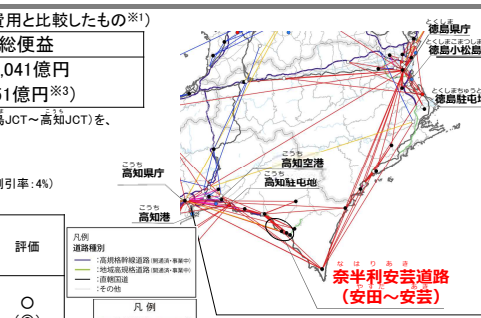 費用と比較したもの※1)
総便益
,041億円
51億円※3)
島JCT～高知JCT)を、
割引率:4%)
評価
○
とくしま
徳島県庁
とくしまこまつしま
徳島小松島
とくしまちゅうと
徳島駐屯地
こうち
高知県庁
こうち
高知空港
こうち
高知駐屯地
こうち
高知港
凡例
道路種別
:高規格幹線道路(開通済・事業中)
:地域高規格道路(開通済・事業中)
:直轄国道
:その他
凡 例
なはりあき
奈半利安芸道路
やすだ あき
(安田～安芸)